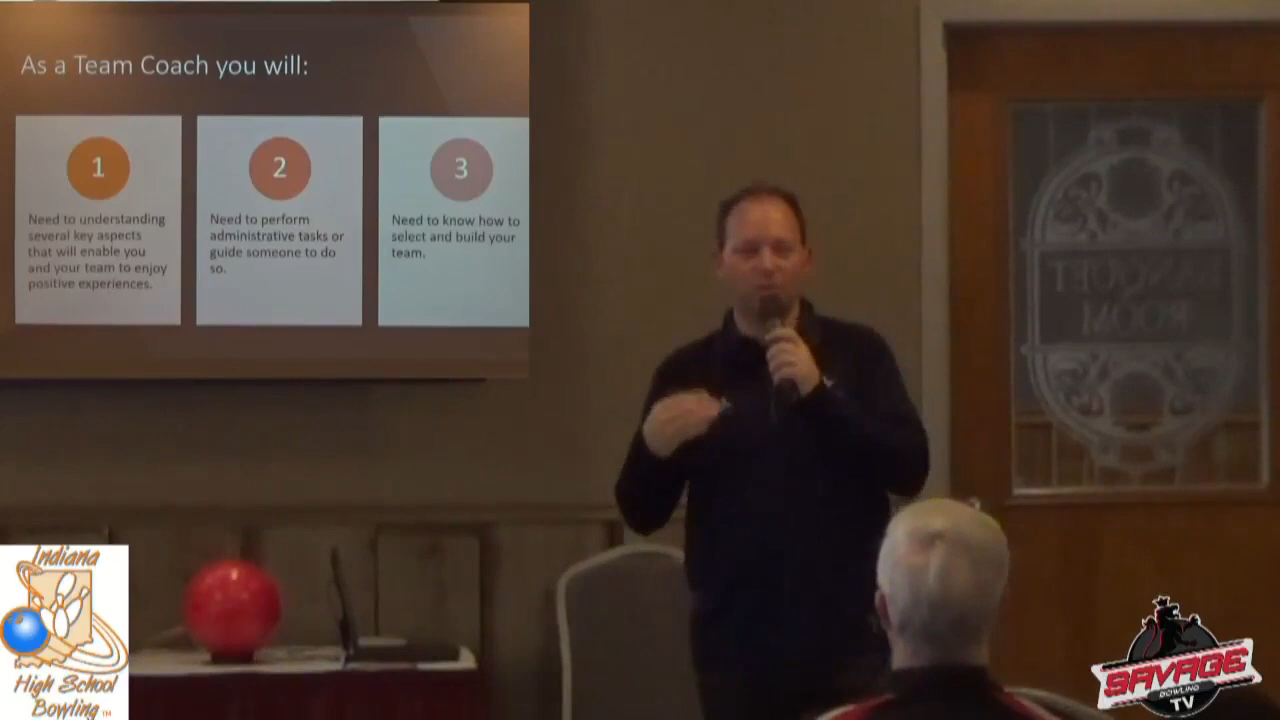 As a Team Coach you will:
1
Need to understanding
several key aspects
that will enable you
and your team to enjoy
positive experiences.
2
Need to perform
administrative tasks or
guide someone to do
so.
3
Need to know how to
select and build your
team.
ROOM
Indiana
High School
Bowling TM
SAVAGE
BOWLING
TV